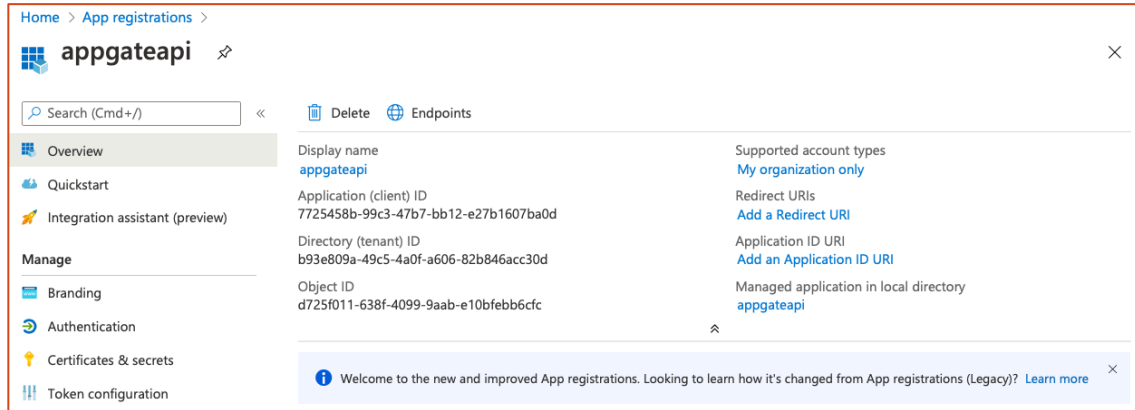 Home > App registrations >
appgateapi
Search (Cmd+/)
«
Delete
Endpoints
Overview
Quickstart
Integration assistant (preview)
Manage
Branding
Authentication
Certificates & secrets
Token configuration
Display name
appgateapi
Application (client) ID
7725458b-99c3-47b7-bb12-e27b1607ba0d
Directory (tenant) ID
b93e809a-49c5-4a0f-a606-82b846acc30d
Object ID
d725f011-638f-4099-9aab-e10bfebb6cfc
Supported account types
My organization only
Redirect URIs
Add a Redirect URI
Application ID URI
Add an Application ID URI
Managed application in local directory
appgateapi
Welcome to the new and improved App registrations. Looking to learn how it's changed from App registrations (Legacy)? Learn more